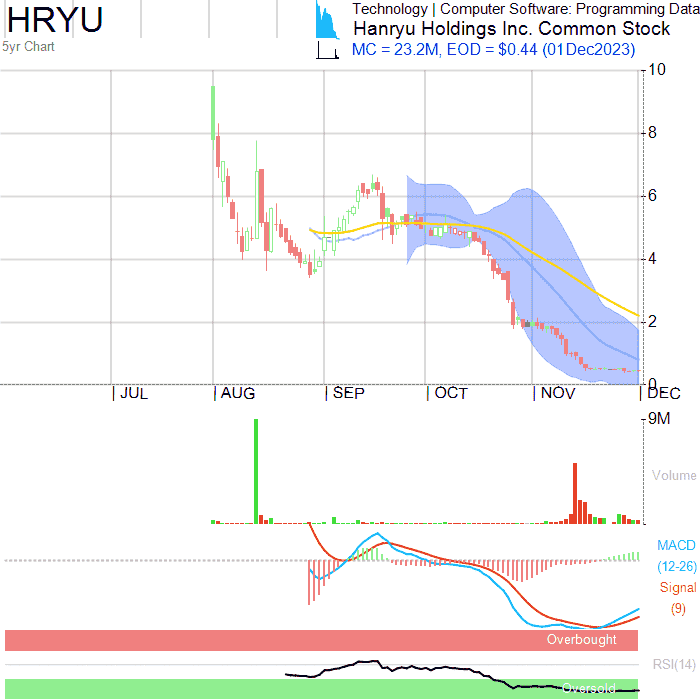 HRYU
5yr Chart
Technology | Computer Software: Programming Data
Hanryu Holdings Inc. Common Stock
MC = 23.2M, EOD = $0.44 (01Dec2023)
10
8
6
4
2
0
JUL AUG SEP OCT NOV DEC
9M
Volume
MACD
(12-26)
Signal
(9)
Overbought
RSI(14)
Oversold